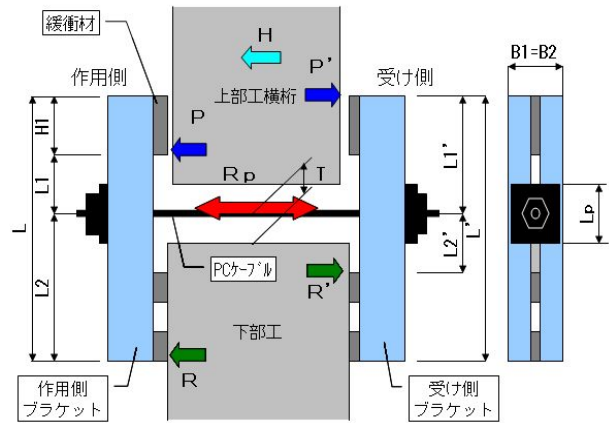 緩衝材
作用側
H
P'
上部工横桁
受け側
B1=B2
H1
P
L1
L1'
Rp
T
L
Lp
L2
L2'
L'
PCケーブル
R'
下部工
R
作用側
ブラケット
受け側
ブラケット